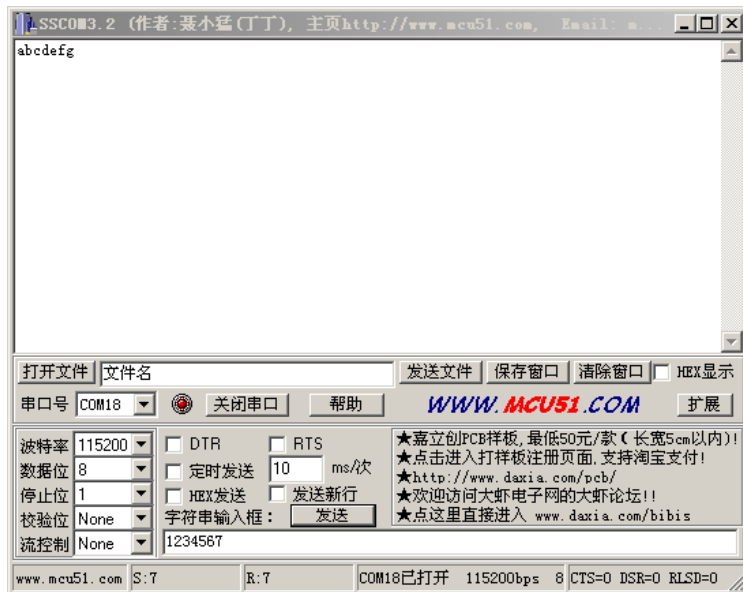 SSCOM3.2 (作者:聂小猛(丁丁), 主页http://www.mcu51.com, Email: m...
abcdefg
打开文件 文件名 发送文件 保存窗口 清除窗口 HEX显示
串口号 COM18 关闭串口 帮助 WWW.MCU51.COM 扩展
波特率 115200 DTR RTS
数据位 8 定时发送 10 ms/次
停止位 1 HEX发送 发送新行
校验位 None 字符串输入框: 发送
流控制 None 1234567
★嘉立创PCB样板,最低50元/款(长宽5cm以内)!
★点击进入打样板注册页面,支持淘宝支付!
★http://www.daxia.com/pcb/
★欢迎访问大虾电子网的大虾论坛!!
★点这里直接进入 www.daxia.com/bibis
www.mcu51.com S:7 R:7 COM18已打开 115200bps 8 CTS=0 DSR=0 RLSD=0